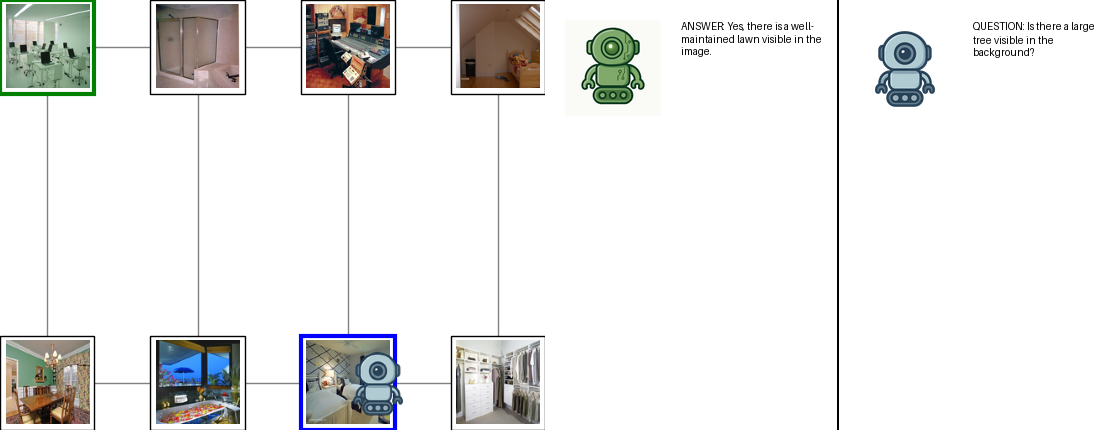 ANSWER: Yes, there is a well-
maintained lawn visible in the
image.
QUESTION: Is there a large
tree visible in the
background?